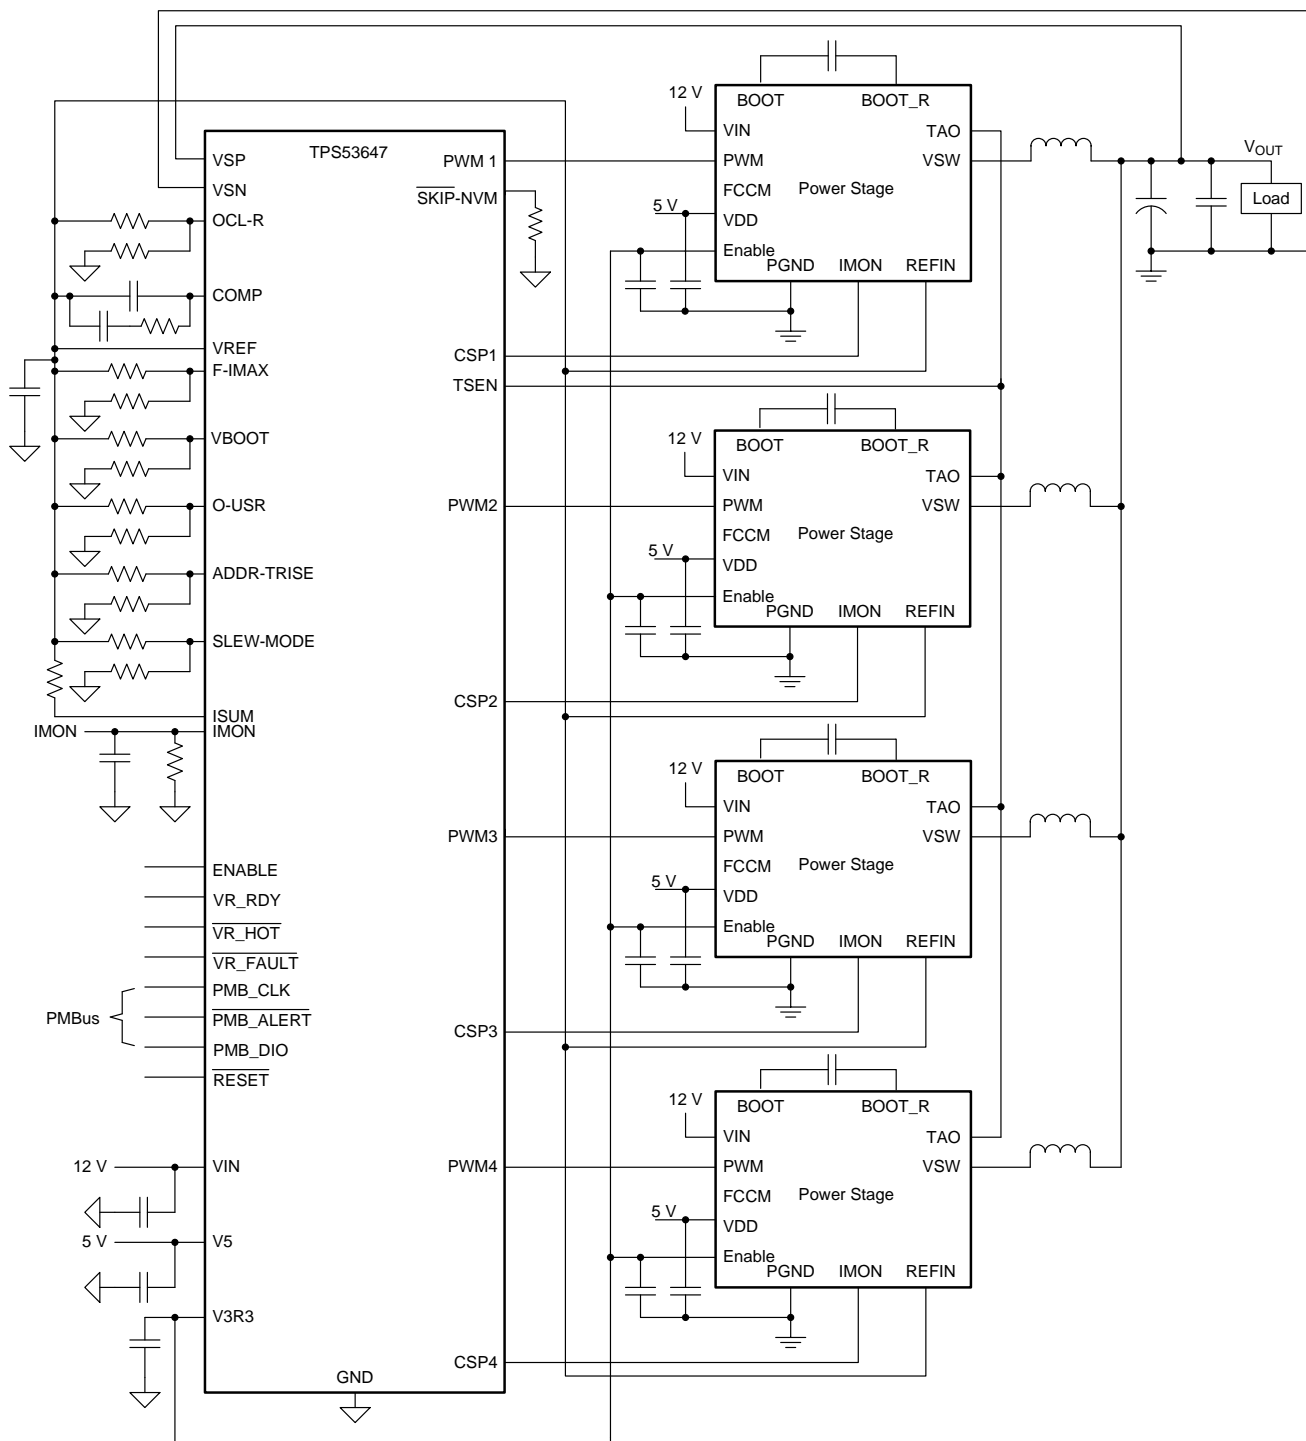 TPS53647
VSP
VSN
OCL-R
COMP
VREF
F-IMAX
VBOOT
O-USR
ADDR-TRISE
SLEW-MODE
ISUM
IMON
IMON
ENABLE
VR_RDY
VR_HOT
VR_FAULT
PMBus
PMB_CLK
PMB_ALERT
PMB_DIO
RESET
12 V
VIN
5 V
V5
V3R3
GND
PWM 1
SKIP-NVM
CSP1
TSEN
PWM2
CSP2
PWM3
CSP3
PWM4
CSP4
12 V
BOOT
BOOT_R
VIN
TAO
PWM
VSW
FCCM
Power Stage
5 V
VDD
Enable
PGND
IMON
REFIN
VOUT
Load
12 V
BOOT
BOOT_R
VIN
TAO
PWM
VSW
FCCM
Power Stage
5 V
VDD
Enable
PGND
IMON
REFIN
12 V
BOOT
BOOT_R
VIN
TAO
PWM
VSW
FCCM
Power Stage
5 V
VDD
Enable
PGND
IMON
REFIN
12 V
BOOT
BOOT_R
VIN
TAO
PWM
VSW
FCCM
Power Stage
5 V
VDD
Enable
PGND
IMON
REFIN